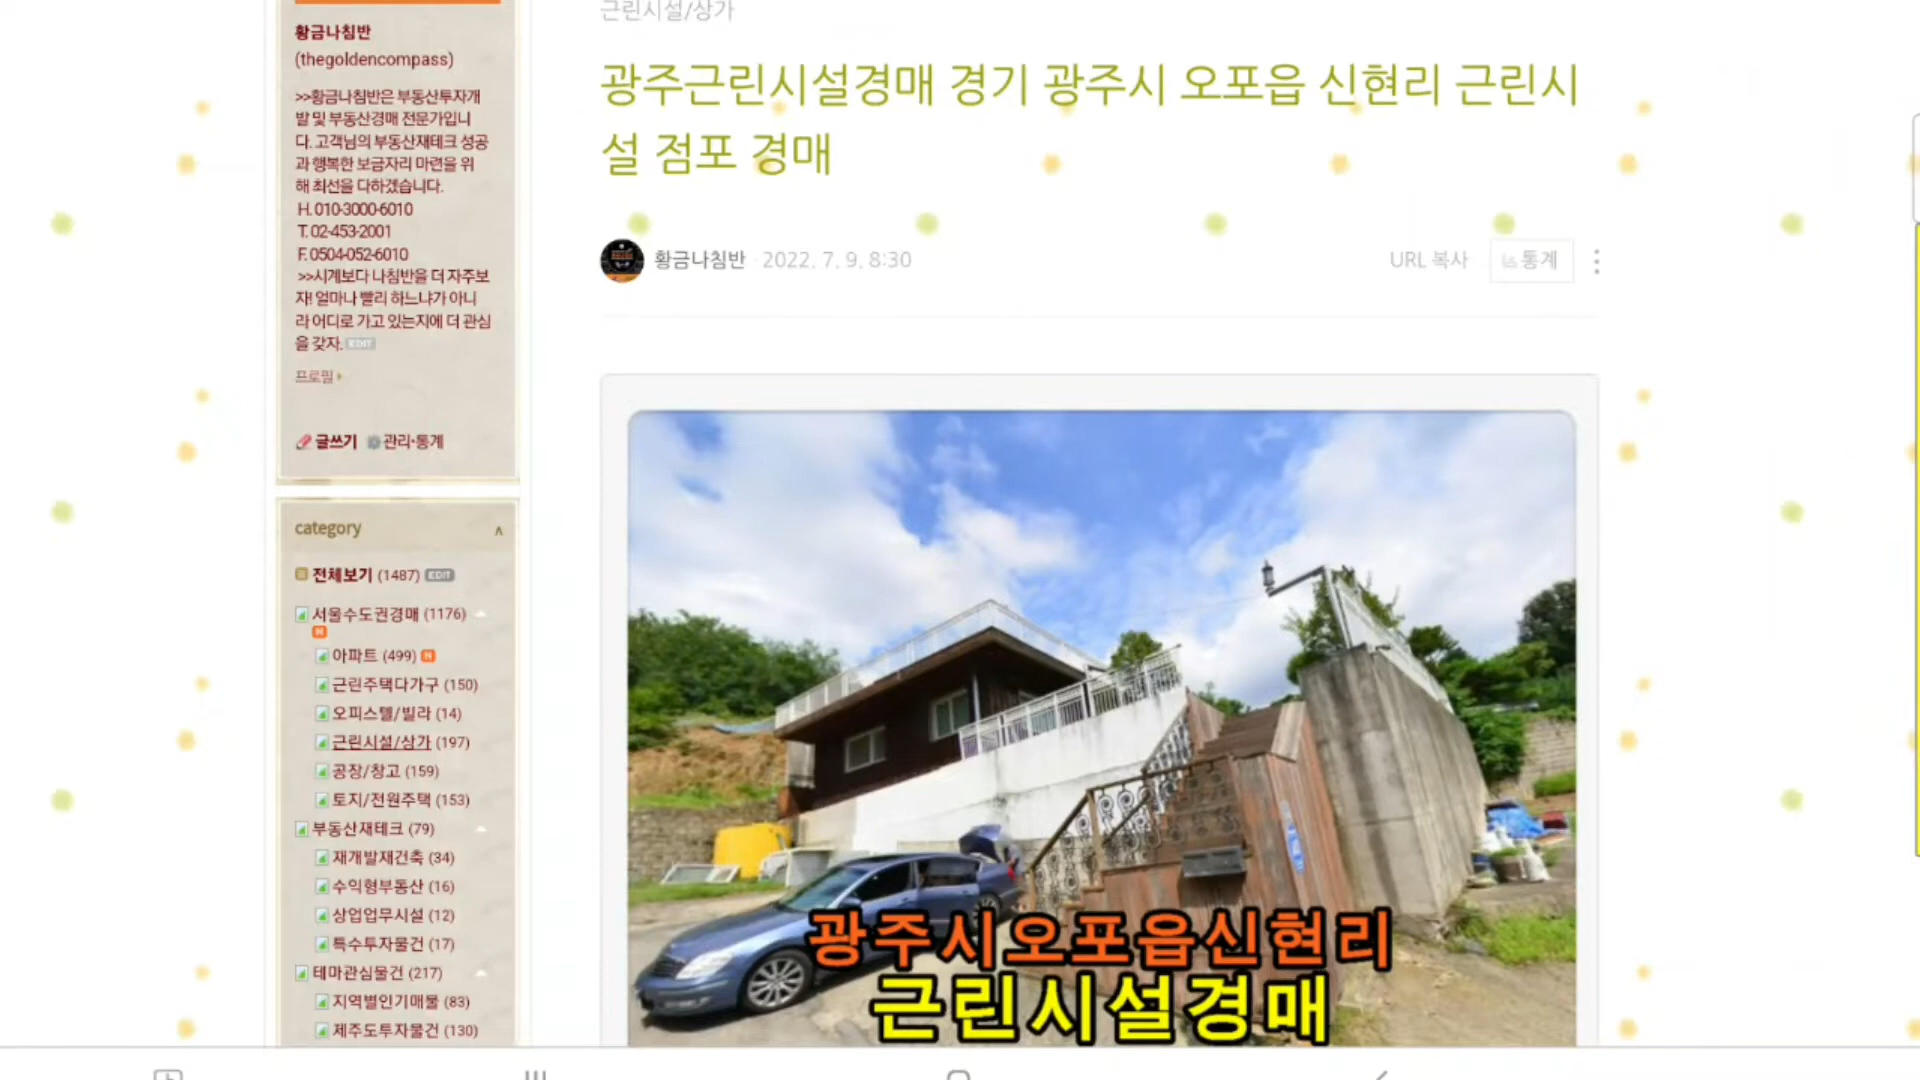 황금나침반
(thegoldencompass)
>>황금나침반은 부동산투자개
발 및 부동산경매 전문가입니
다. 고객님의 부동산재테크 성공
과 행복한 보금자리 마련을 위
해 최선을 다하겠습니다.
H. 010-3000-6010
T. 02-453-2001
F. 0504-052-6010
>>시계보다 나침반을 더 자주보
자! 얼마나 빨리 하느냐가 아니
라 어디로 가고 있는지에 더 관심
을 갖자. EDIT
프로필
글쓰기 관리·통계
category
전체보기 (1487) EDIT
서울수도권경매 (1176)
N
아파트 (499) N
근린주택다가구 (150)
오피스텔/빌라 (14)
근린시설/상가 (197)
공장/창고 (159)
토지/전원주택 (153)
부동산재테크 (79)
재개발재건축 (34)
수익형부동산 (16)
상업업무시설 (12)
특수투자물건 (17)
테마관심물건 (217)
지역별인기매물 (83)
제주도투자물건 (130)
근린시설/상가
광주근린시설경매 경기 광주시 오포읍 신현리 근린시
설 점포 경매
황금나침반 · 2022. 7. 9. 8:30
URL 복사 통계
광주시오포읍신현리
근린시설경매